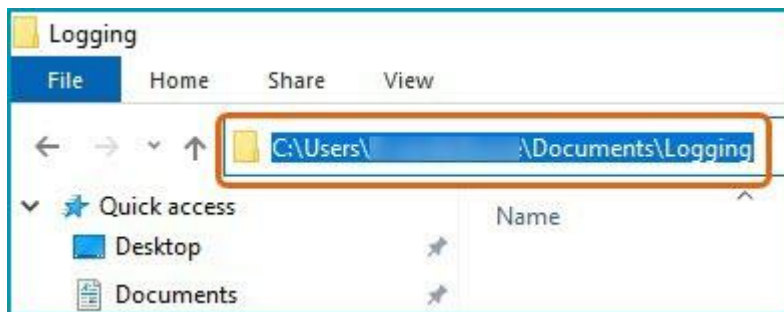 Logging
File Home Share View
C:\Users\ \Documents\Logging
Quick access
Name
Desktop
Documents